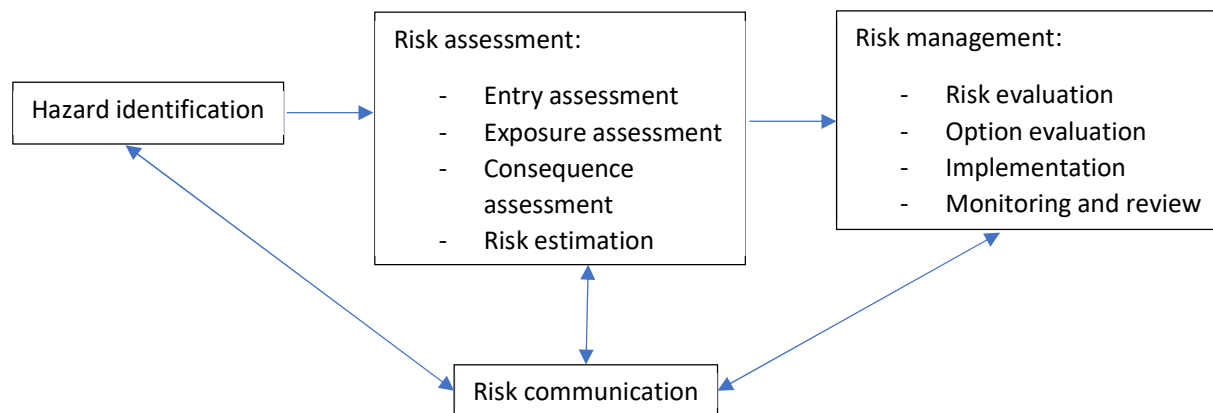 Hazard identification
Risk assessment:
- Entry assessment
- Exposure assessment
- Consequence
assessment
- Risk estimation
Risk management:
- Risk evaluation
- Option evaluation
- Implementation
- Monitoring and review
Risk communication